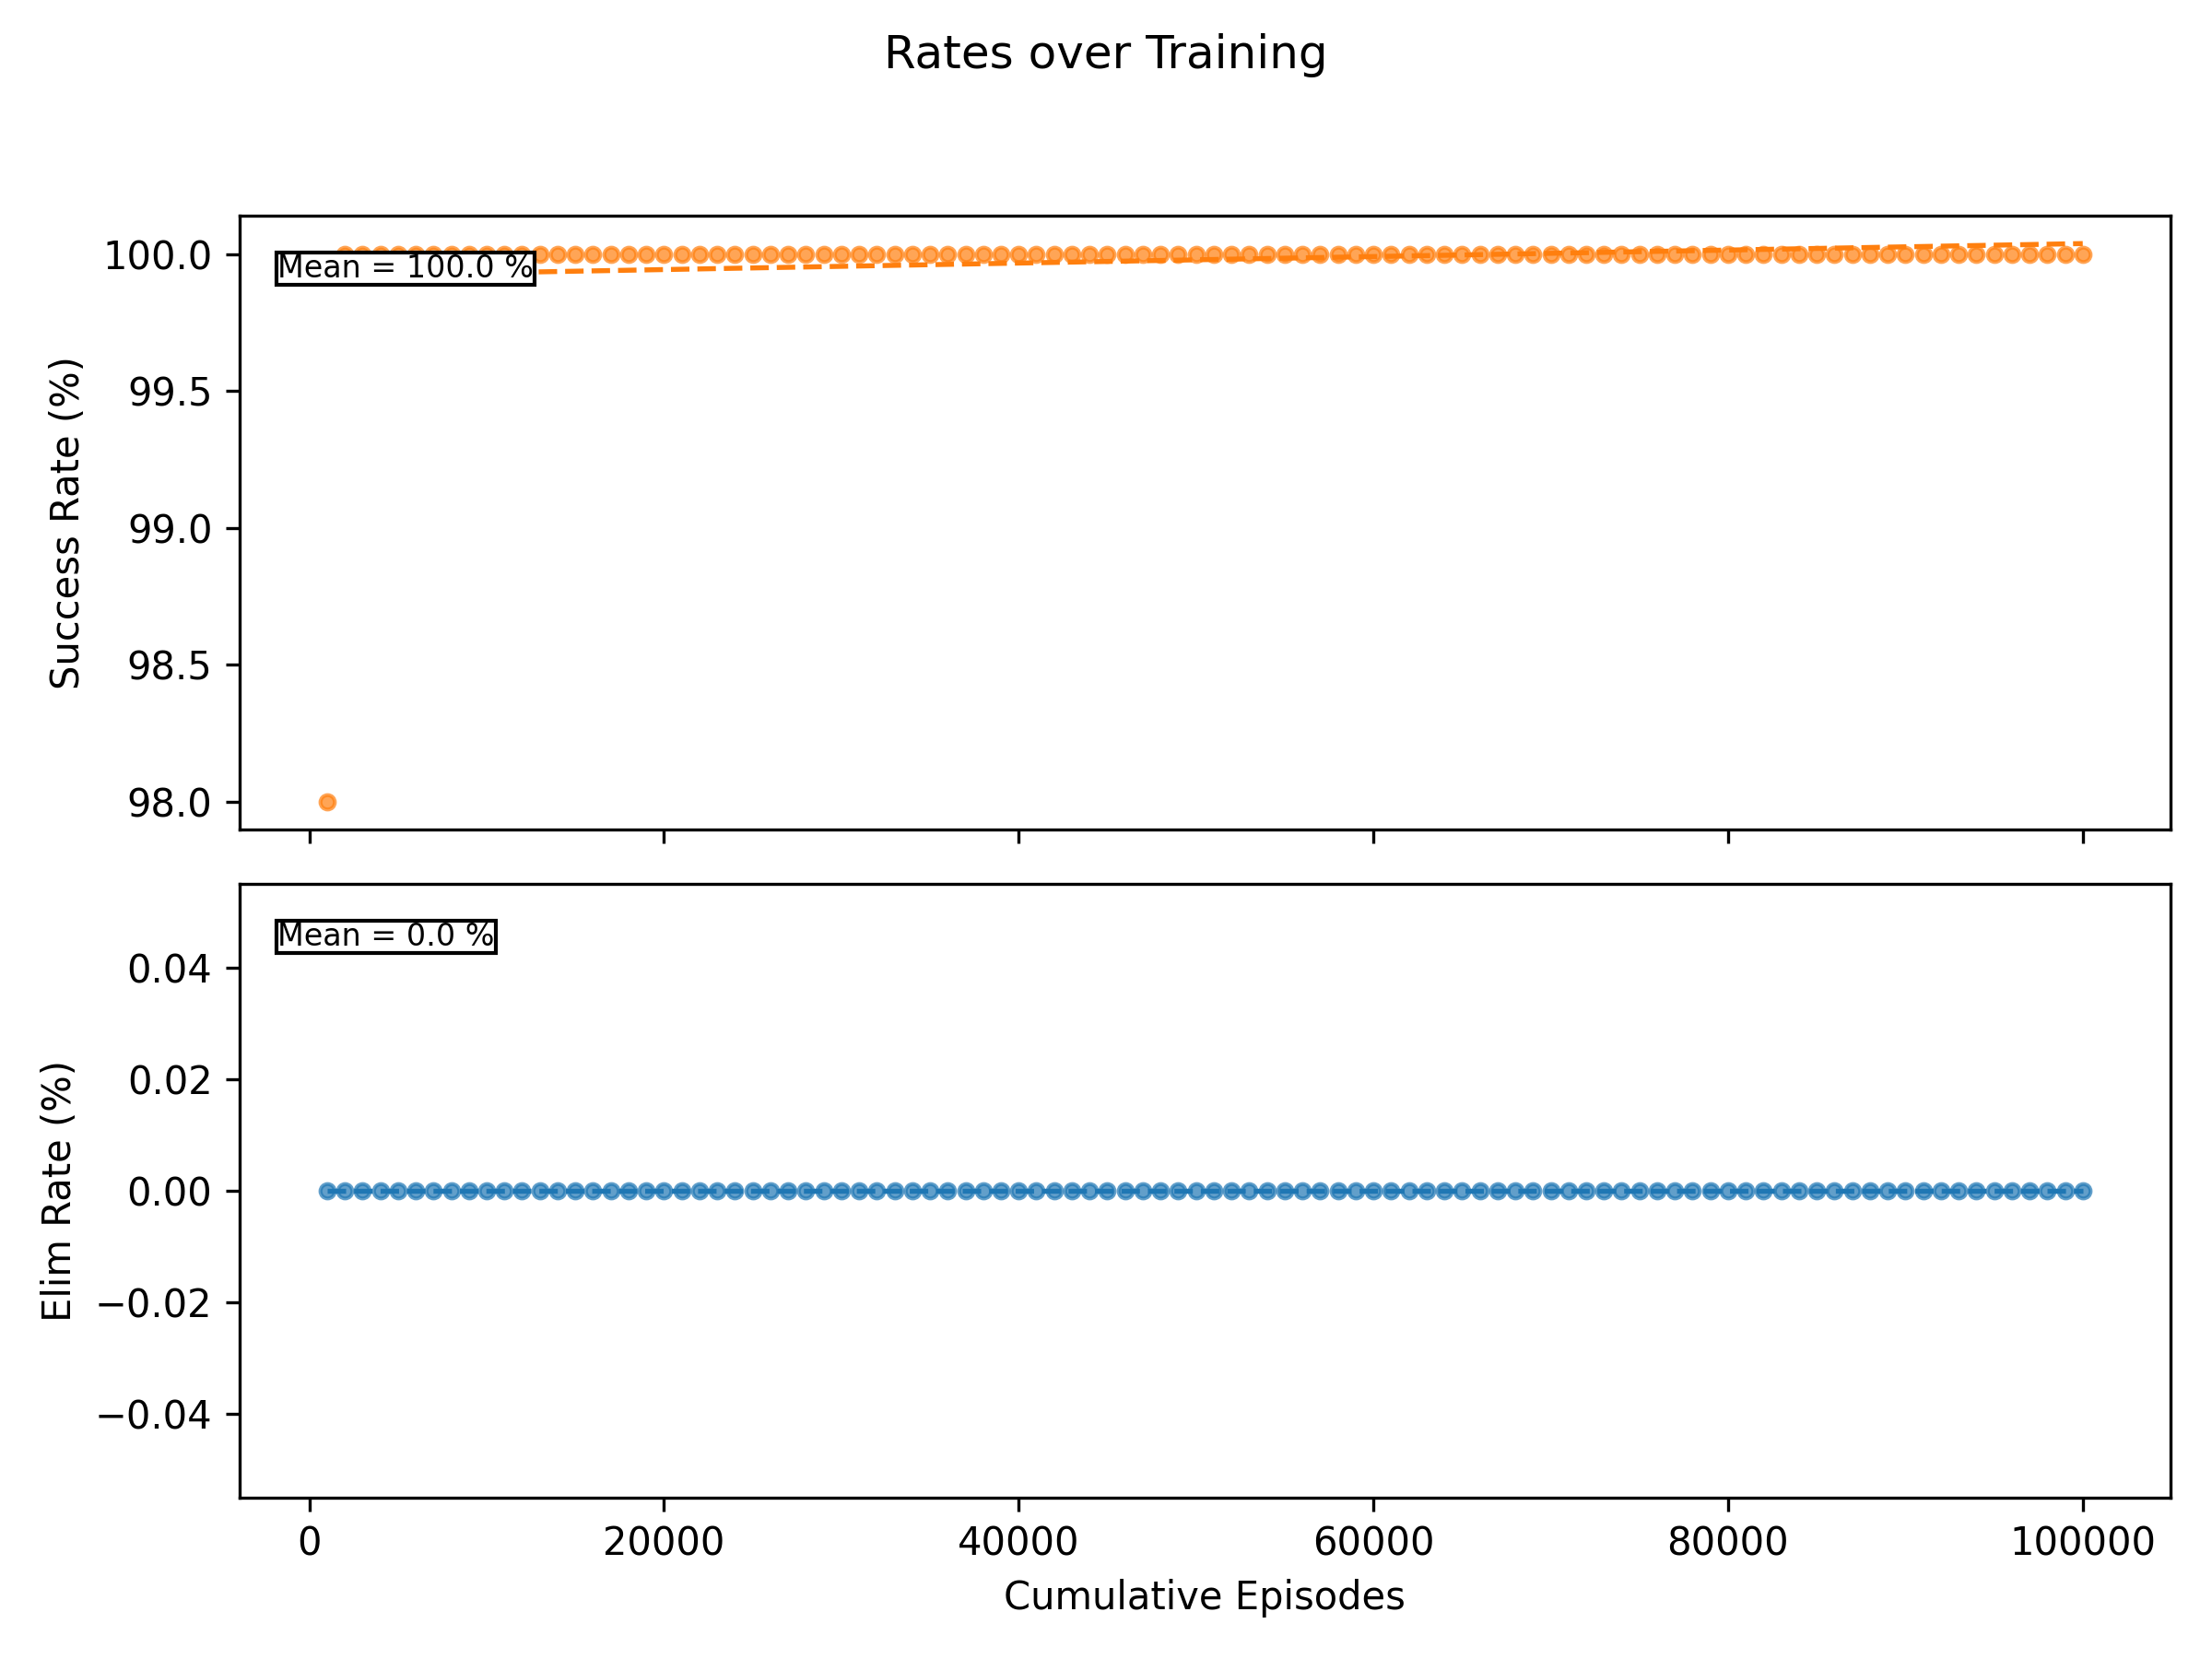 Rates over Training
Success Rate (%)
100.0
99.5
99.0
98.5
98.0
Mean = 100.0 %
Elim Rate (%)
0.04
0.02
0.00
−0.02
−0.04
Mean = 0.0 %
0 20000 40000 60000 80000 100000
Cumulative Episodes